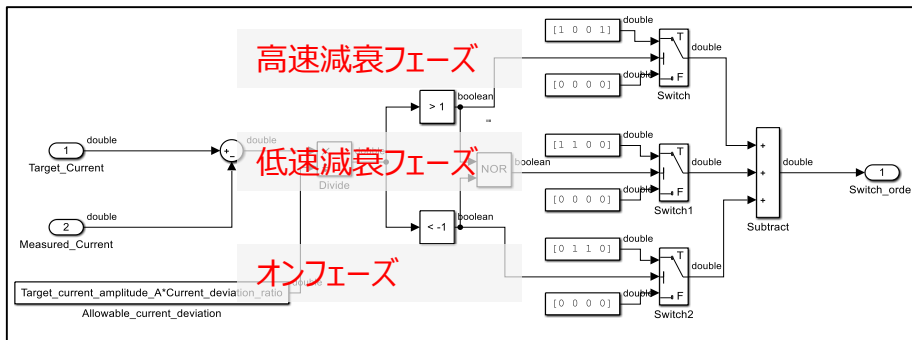 高速減衰フェーズ
低速減衰フェーズ
オンフェーズ
double
1
Target_Current
double
2
Measured_Current
Target_current_amplitude_A*Current_deviation_ratio
Allowable_current_deviation
+
−
double
double
Divide
> 1
boolean
NOR
boolean
< -1
boolean
double
[1 0 0 1]
double
[0 0 0 0]
T
F
double
Switch
double
[1 1 0 0]
double
[0 0 0 0]
T
F
double
Switch1
double
[0 1 1 0]
double
[0 0 0 0]
T
F
double
Switch2
+
+
+
double
Subtract
1
Switch_orde